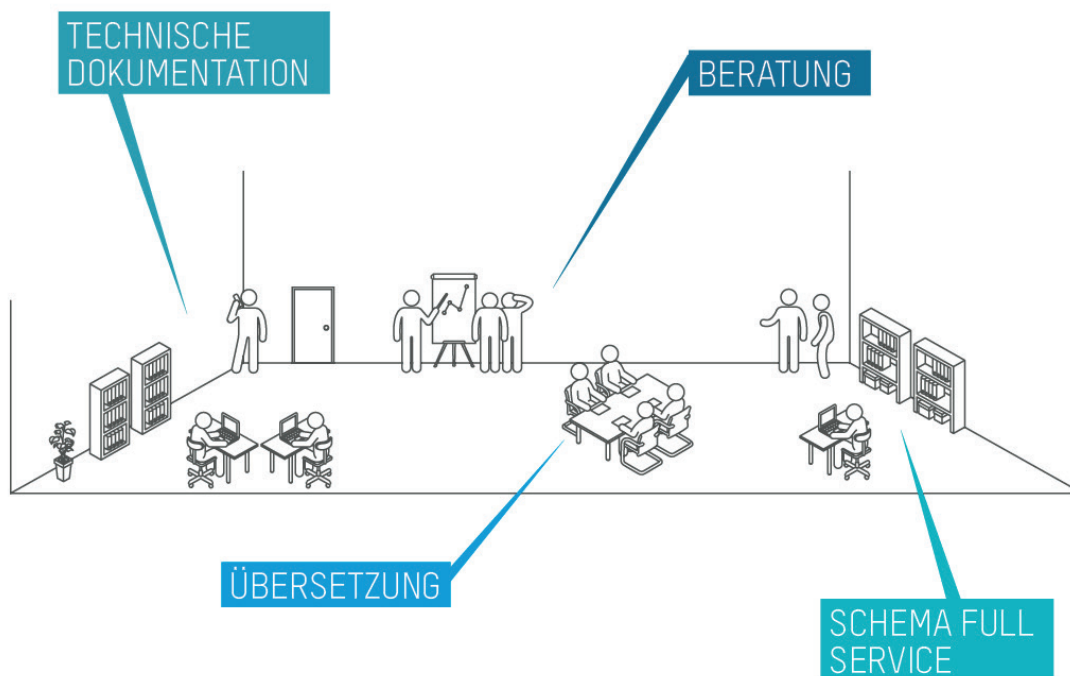 TECHNISCHE
DOKUMENTATION
BERATUNG
ÜBERSETZUNG
SCHEMA FULL
SERVICE